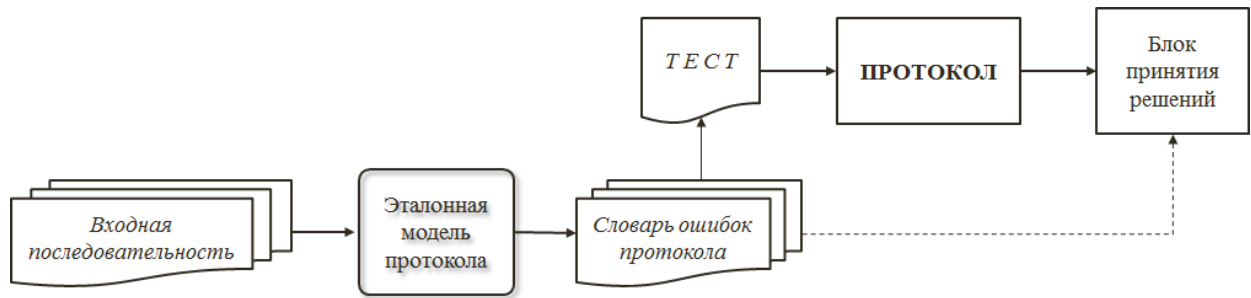 Т Е С Т
ПРОТОКОЛ
Блок
принятия
решений
Входная
последовательность
Эталонная
модель
протокола
Словарь ошибок
протокола